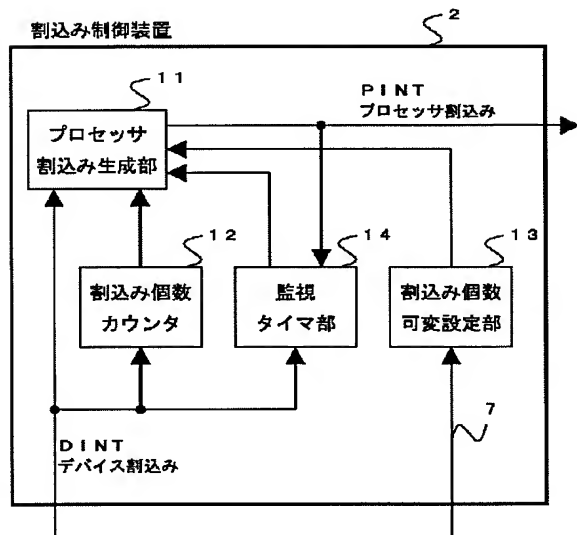 割込み制御装置
2
11
PINT
プロセッサ割込み
プロセッサ
割込み生成部
12
14
13
割込み個数
カウンタ
監視
タイマ部
割込み個数
可変設定部
DINT
デバイス割込み
7